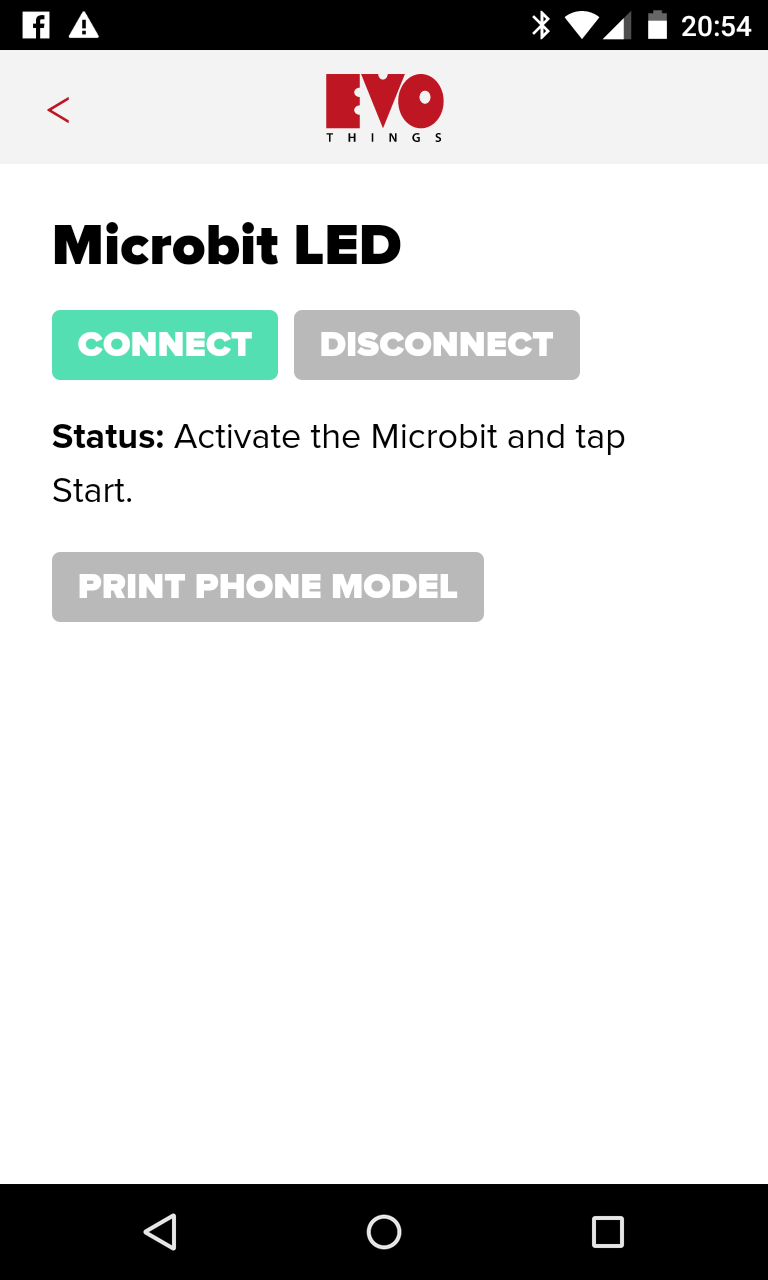 20:54
<
EVO
THINGS
Microbit LED
CONNECT DISCONNECT
Status: Activate the Microbit and tap
Start.
PRINT PHONE MODEL